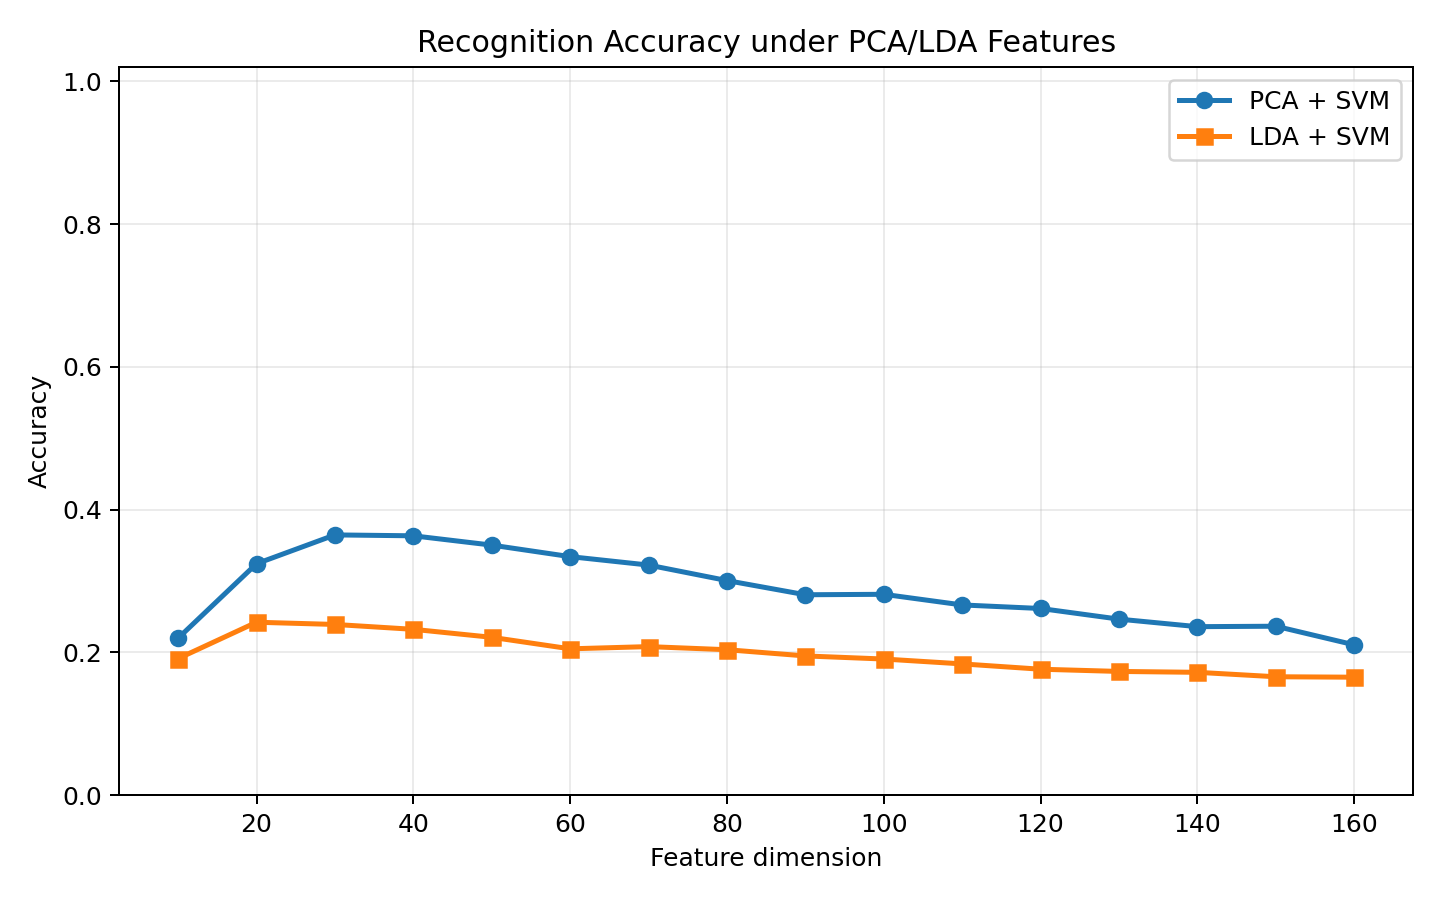 Recognition Accuracy under PCA/LDA Features
PCA + SVM
LDA + SVM
1.0
0.8
0.6
0.4
0.2
0.0
Accuracy
20 40 60 80 100 120 140 160
Feature dimension